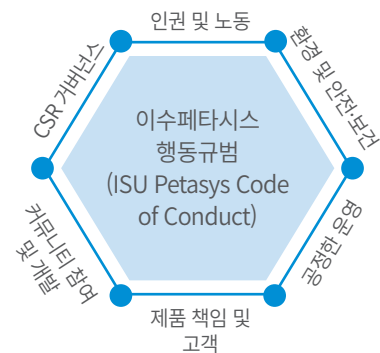 인권 및 노동
환경 및 안전·보건
공정한 운영
제품 책임 및
고객
커뮤니티 참여
및 개발
CSR 거버넌스
이수페타시스
행동규범
(ISU Petasys Code
of Conduct)